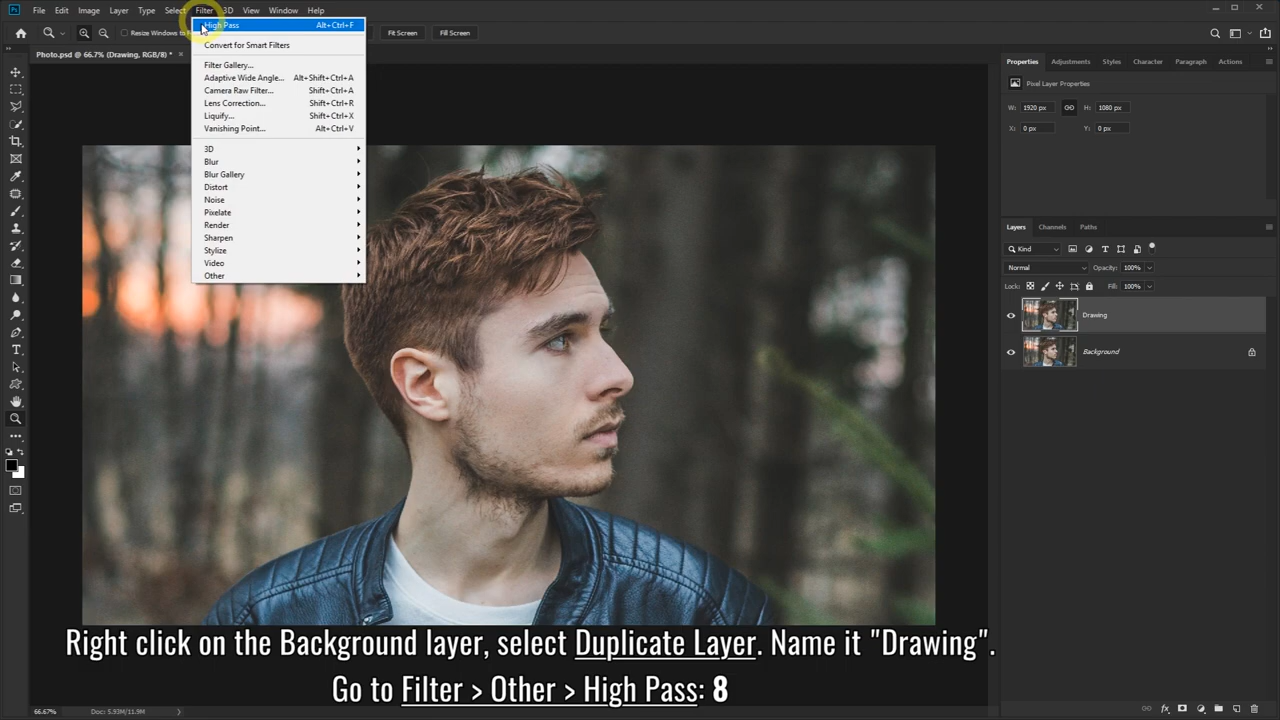 Ps File Edit Image Layer Type Select Filter 3D View Window Help
High Pass Alt+Ctrl+F
Resize Windows to F Fit Screen Fill Screen
Convert for Smart Filters
Photo.psd @ 66.7% (Drawing, RGB/8) * ×
Filter Gallery...
Adaptive Wide Angle... Alt+Shift+Ctrl+A
Camera Raw Filter... Shift+Ctrl+A
Lens Correction... Shift+Ctrl+R
Liquify... Shift+Ctrl+X
Vanishing Point... Alt+Ctrl+V
3D
Blur
Blur Gallery
Distort
Noise
Pixelate
Render
Sharpen
Stylize
Video
Other
Properties Adjustments Styles Character Paragraph Actions
Pixel Layer Properties
W: 1920 px H: 1080 px
X: 0 px Y: 0 px
Layers Channels Paths
Kind
Normal Opacity: 100%
Lock: Fill: 100%
Drawing
Background
Right click on the Background layer, select Duplicate Layer. Name it "Drawing".
Go to Filter > Other > High Pass: 8
66.67% Doc: 5.93M/11.9M